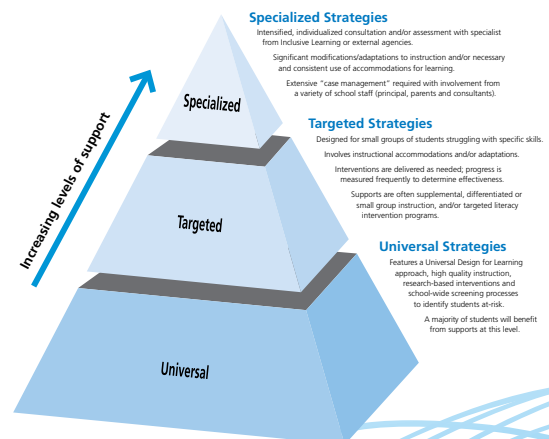 Specialized Strategies
Intensified, individualized consultation and/or assessment with specialist
from Inclusive Learning or external agencies.
Significant modifications/adaptations to instruction and/or necessary
and consistent use of accommodations for learning.
Extensive "case management" required with involvement from
a variety of school staff (principal, parents and consultants).
Specialized
Increasing levels of support
Targeted Strategies
Designed for small groups of students struggling with specific skills.
Involves instructional accommodations and/or adaptations.
Interventions are delivered as needed; progress is
measured frequently to determine effectiveness.
Supports are often supplemental, differentiated or
small group instruction, and/or targeted literacy
intervention programs.
Targeted
Universal Strategies
Features a Universal Design for Learning
approach, high quality instruction,
research-based interventions and
school-wide screening processes
to identify students at-risk.
A majority of students will benefit
from supports at this level.
Universal